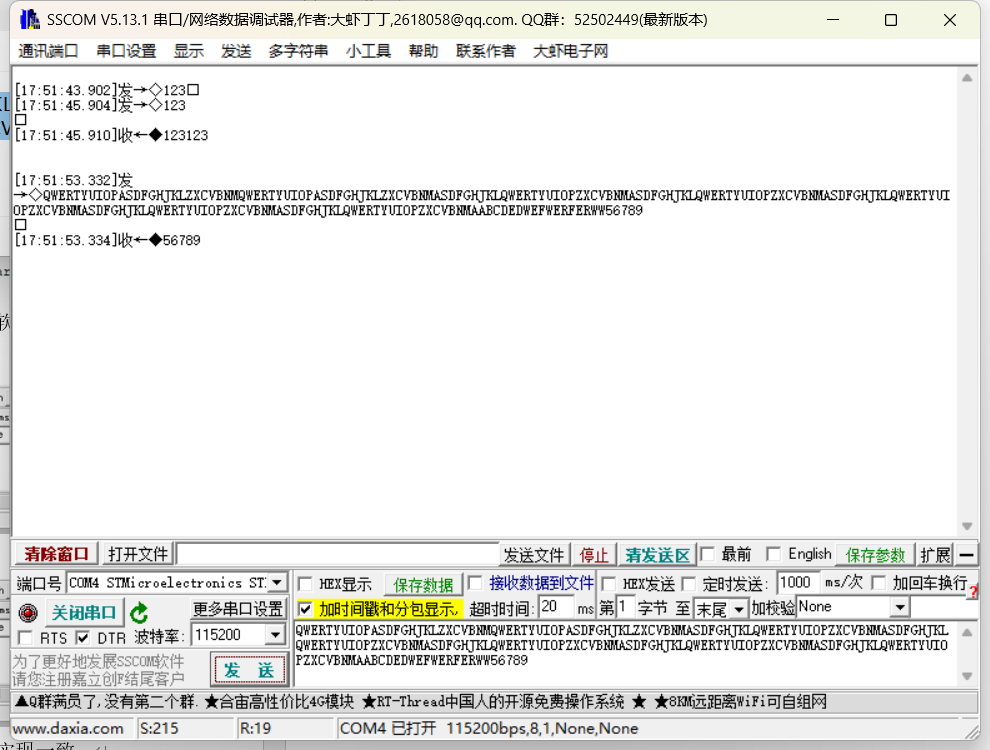 SSCOM V5.13.1 串口/网络数据调试器,作者:大虾丁丁,2618058@qq.com. QQ群: 52502449(最新版本)
通讯端口 串口设置 显示 发送 多字符串 小工具 帮助 联系作者 大虾电子网
[17:51:43.902]发→◇123□
[17:51:45.904]发→◇123
□
[17:51:45.910]收←◆123123
[17:51:53.332]发
→◇QWERTYUIOPASDFGHJKLZXCVBNMQWERTYUIOPASDFGHJKLZXCVBNMASDFGHJKLQWERTYUIOPZXCVBNMASDFGHJKLQWERTYUIOPZXCVBNMASDFGHJKLQWERTYUI
OPZXCVBNMASDFGHJKLQWERTYUIOPZXCVBNMASDFGHJKLQWERTYUIOPZXCVBNMAABCDEDWEFWERFERWW56789
□
[17:51:53.334]收←◆56789
清除窗口 打开文件 发送文件 停止 清发送区 最前 English 保存参数 扩展 —
端口号 COM4 STMicroelectronics ST. HEX显示 保存数据 接收数据到文件 HEX发送 定时发送: 1000 ms/次 加回车换行
关闭串口 更多串口设置 加时间戳和分包显示, 超时时间: 20 ms 第 1 字节 至 末尾 加校验 None
RTS DTR 波特率: 115200
QWERTYUIOPASDFGHJKLZXCVBNMQWERTYUIOPASDFGHJKLZXCVBNMASDFGHJKLQWERTYUIOPZXCVBNMASDFGHJKL
QWERTYUIOPZXCVBNMASDFGHJKLQWERTYUIOPZXCVBNMASDFGHJKLQWERTYUIOPZXCVBNMASDFGHJKLQWERTYUIO
PZXCVBNMAABCDEDWEFWERFERWW56789
为了更好地发展SSCOM软件
请您注册嘉立创F结尾客户
发 送
▲Q群满员了,没有第二个群. ★合宙高性价比4G模块 ★RT-Thread中国人的开源免费操作系统 ★ ★8KM远距离WiFi可自组网
www.daxia.com S:215 R:19 COM4 已打开 115200bps,8,1,None,None